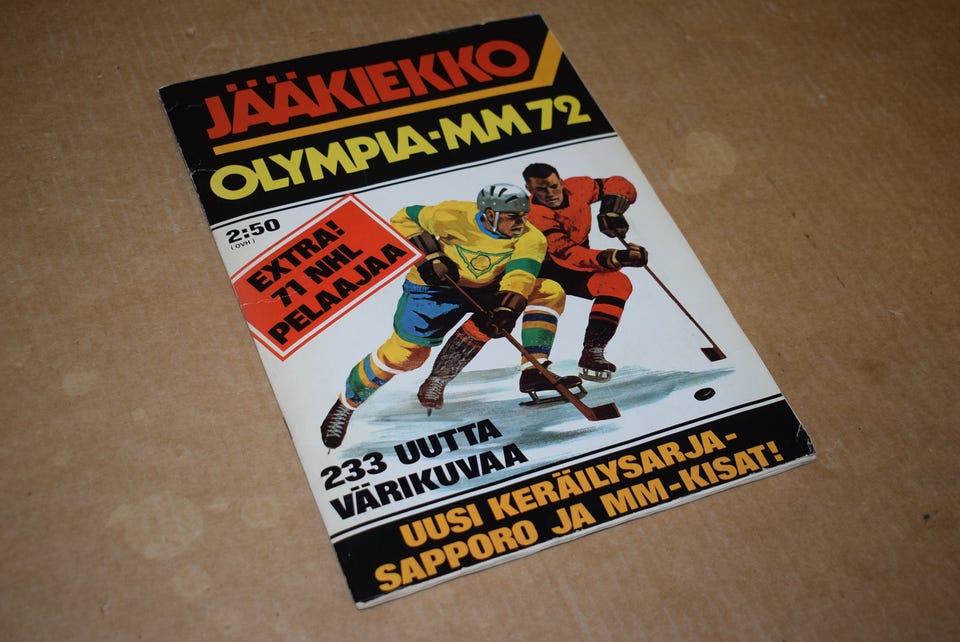 JÄÄKIEKKO
OLYMPIA-MM 72
2:50
(OVH)
EXTRA!
71 NHL
PELAAJAA
233 UUTTA
VÄRIKUVAA
UUSI KERÄILYSARJA-
SAPPORO JA MM-KISAT!